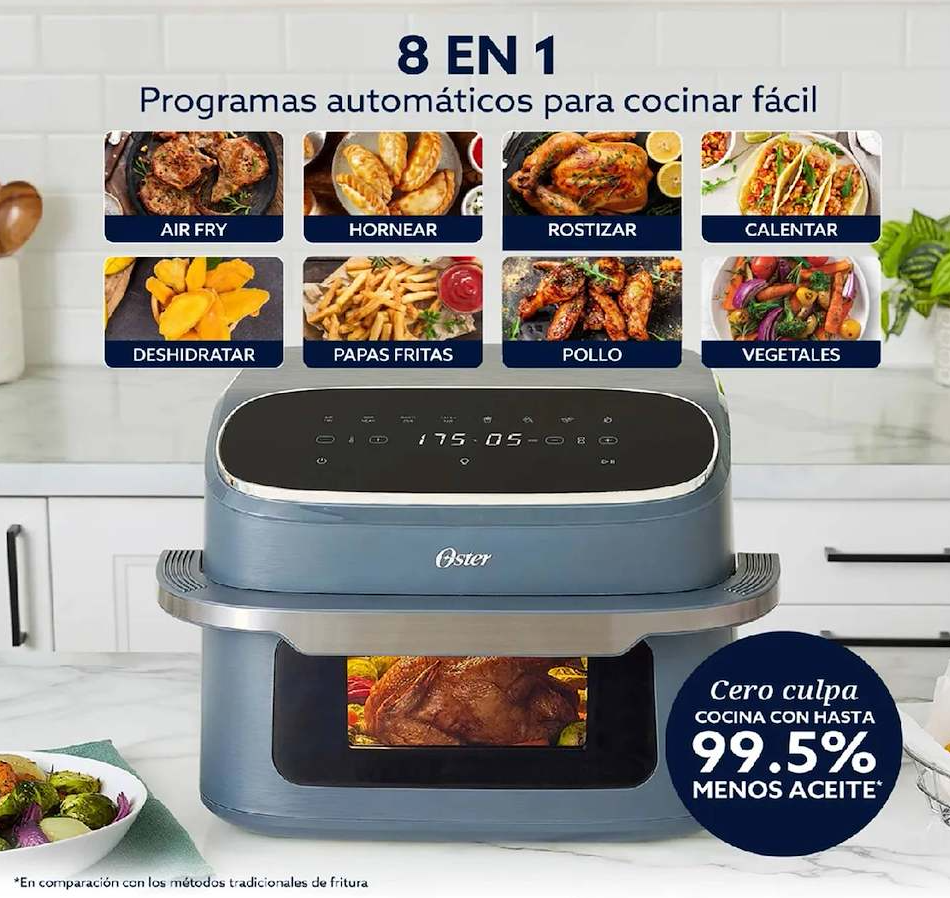 8 EN 1
Programas automáticos para cocinar fácil
AIR FRY
HORNEAR
ROSTIZAR
CALENTAR
DESHIDRATAR
PAPAS FRITAS
POLLO
VEGETALES
175 05
Oster
Cero culpa
COCINA CON HASTA
99.5%
MENOS ACEITE*
*En comparación con los métodos tradicionales de fritura